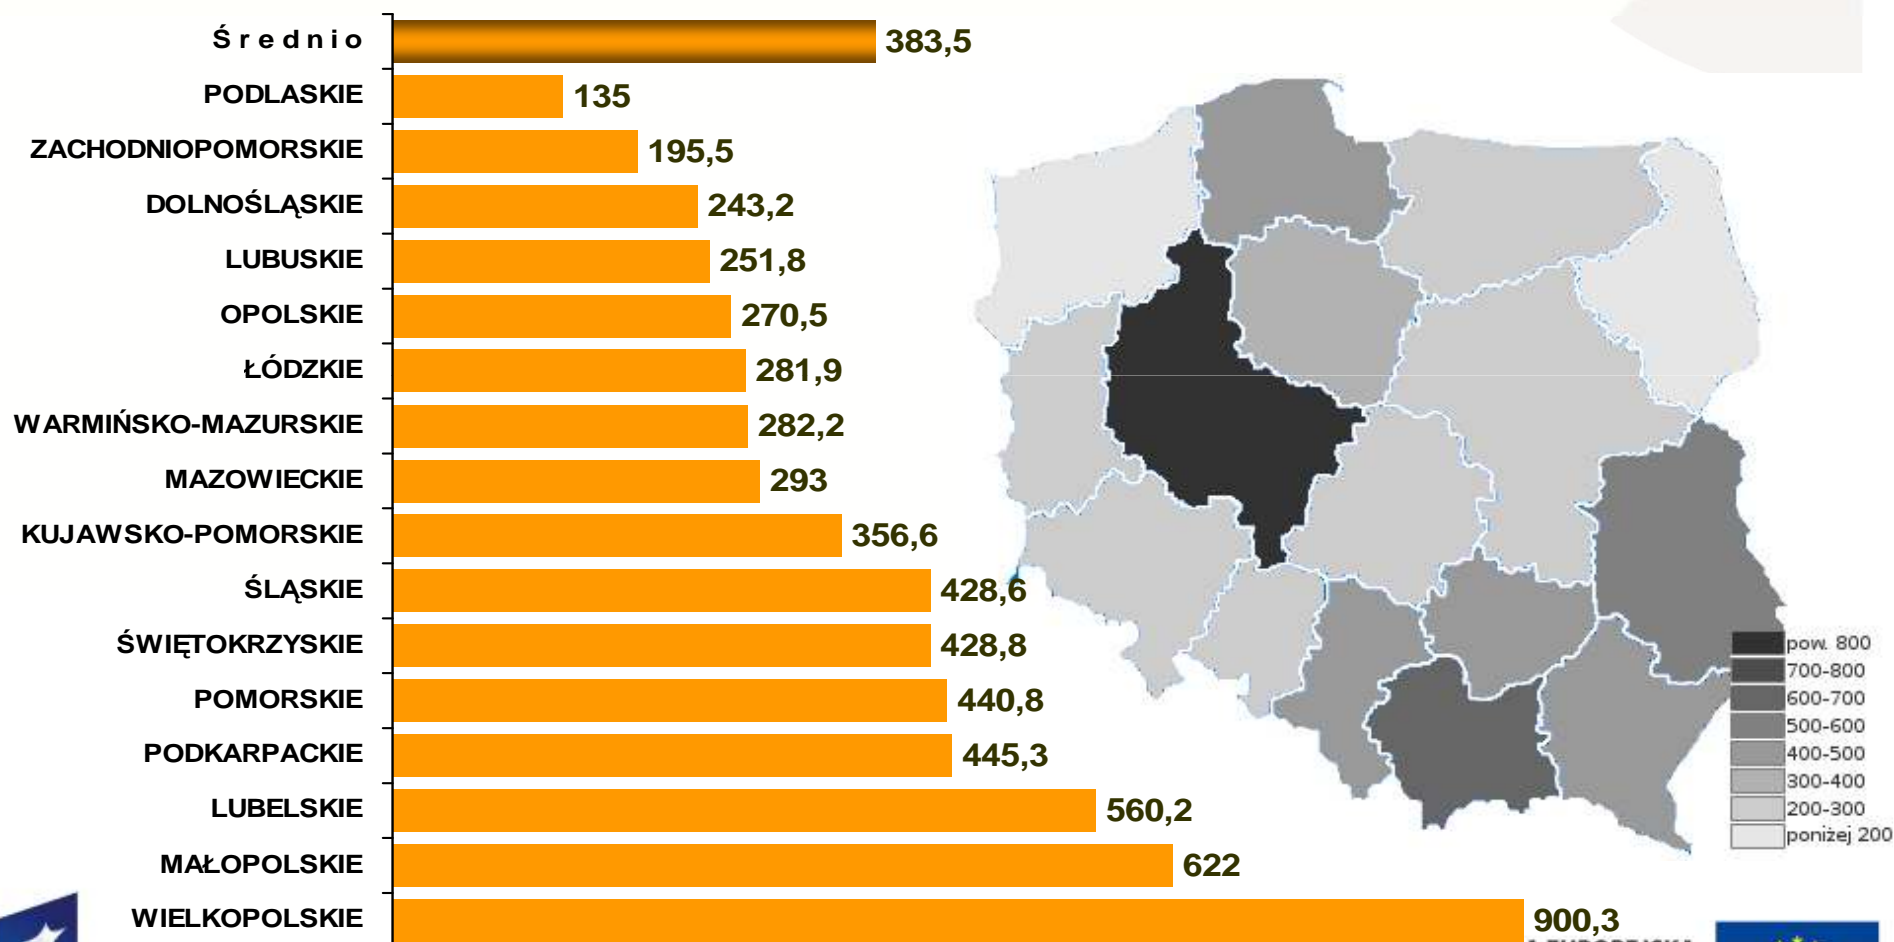 Średnio 383,5
PODLASKIE 135
ZACHODNIOPOMORSKIE 195,5
DOLNOŚLĄSKIE 243,2
LUBUSKIE 251,8
OPOLSKIE 270,5
ŁÓDZKIE 281,9
WARMIŃSKO-MAZURSKIE 282,2
MAZOWIECKIE 293
KUJAWSKO-POMORSKIE 356,6
ŚLĄSKIE 428,6
ŚWIĘTOKRZYSKIE 428,8
POMORSKIE 440,8
PODKARPACKIE 445,3
LUBELSKIE 560,2
MAŁOPOLSKIE 622
WIELKOPOLSKIE 900,3
pow. 800
700-800
600-700
500-600
400-500
300-400
200-300
poniżej 200